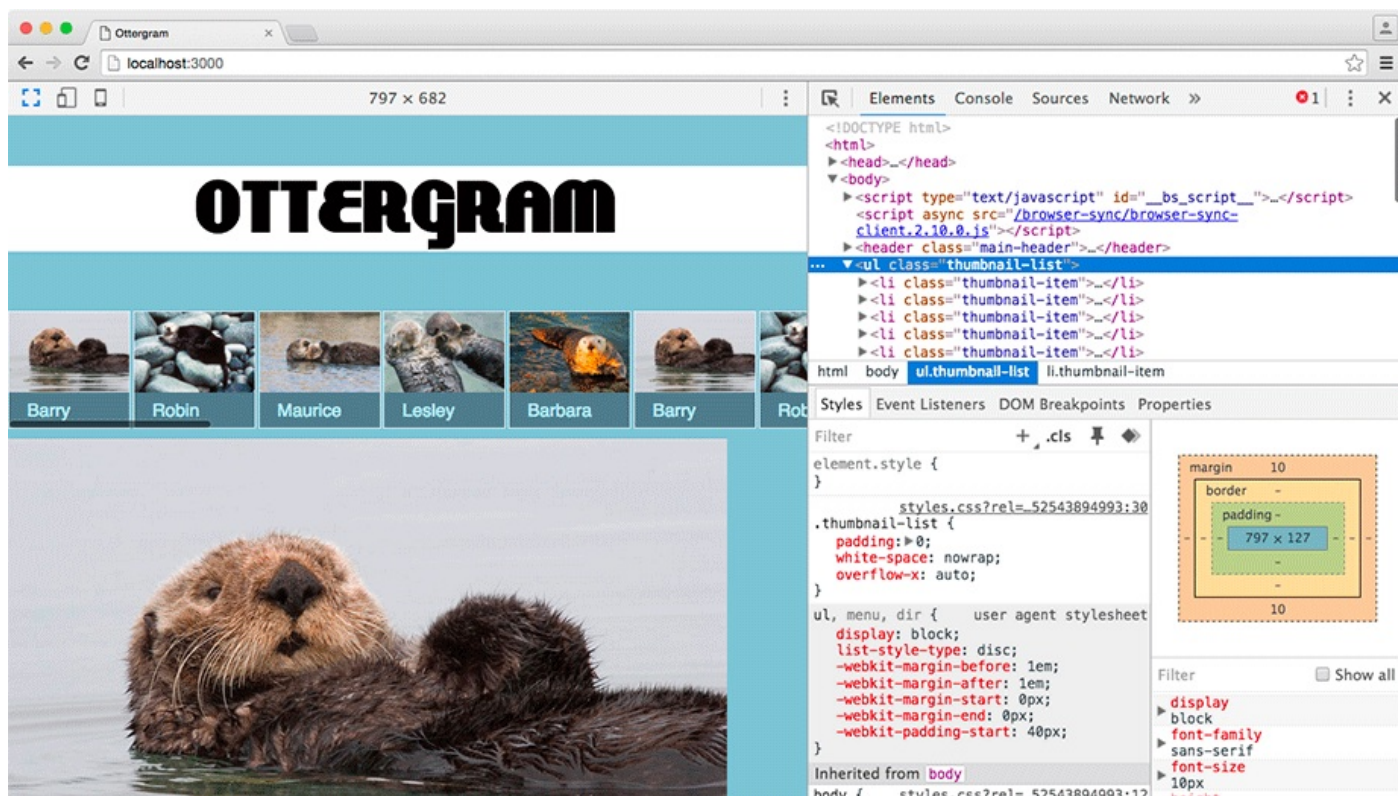 Ottergram
localhost:3000
797 × 682
OTTERGRAM
Barry Robin Maurice Lesley Barbara Barry Rob
Elements Console Sources Network » 1
<!DOCTYPE html>
<html>
<head>…</head>
<body>
<script type="text/javascript" id="__bs_script__">…</script>
<script async src="/browser-sync/browser-sync-
client.2.10.0.js"></script>
<header class="main-header">…</header>
… <ul class="thumbnail-list">
<li class="thumbnail-item">…</li>
<li class="thumbnail-item">…</li>
<li class="thumbnail-item">…</li>
<li class="thumbnail-item">…</li>
<li class="thumbnail-item">…</li>
html body ul.thumbnail-list li.thumbnail-item
Styles Event Listeners DOM Breakpoints Properties
Filter + .cls
element.style {
}
styles.css?rel=…52543894993:30
.thumbnail-list {
padding:▶0;
white-space: nowrap;
overflow-x: auto;
}
ul, menu, dir { user agent stylesheet
display: block;
list-style-type: disc;
-webkit-margin-before: 1em;
-webkit-margin-after: 1em;
-webkit-margin-start: 0px;
-webkit-margin-end: 0px;
-webkit-padding-start: 40px;
}
Inherited from body
body { styles.css?rel=…52543894993:12
margin 10
border -
padding -
- - - 797 × 127 - - -
-
-
10
Filter Show all
display
block
font-family
sans-serif
font-size
10px